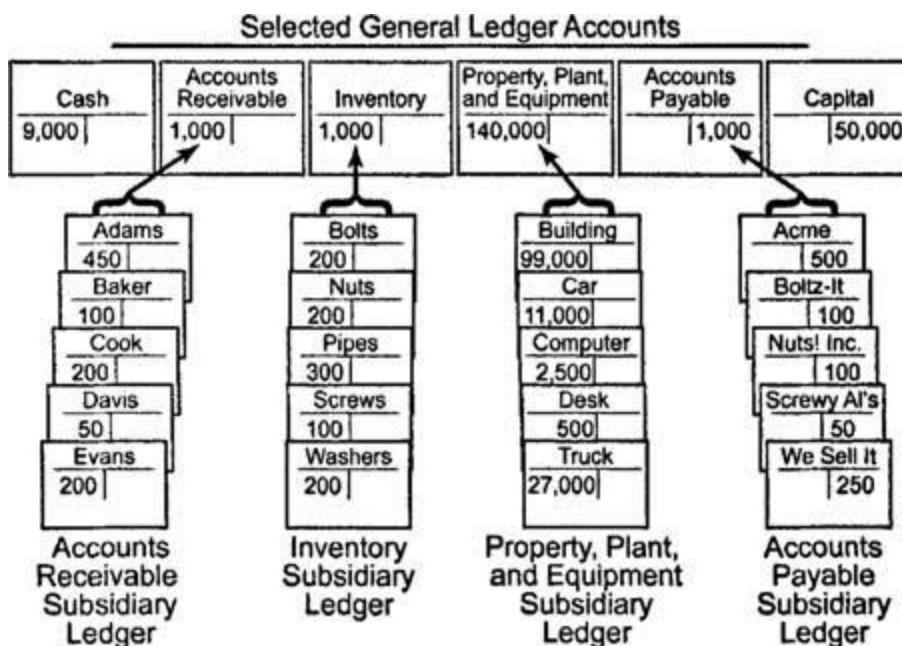 Selected General Ledger Accounts
Cash
9,000
Accounts
Receivable
1,000
Inventory
1,000
Property, Plant,
and Equipment
140,000
Accounts
Payable
1,000
Capital
50,000
Adams
450
Baker
100
Cook
200
Davis
50
Evans
200
Accounts
Receivable
Subsidiary
Ledger
Bolts
200
Nuts
200
Pipes
300
Screws
100
Washers
200
Inventory
Subsidiary
Ledger
Building
99,000
Car
11,000
Computer
2,500
Desk
500
Truck
27,000
Property, Plant,
and Equipment
Subsidiary
Ledger
Acme
500
Boltz-It
100
Nuts! Inc.
100
Screwy Al's
50
We Sell It
250
Accounts
Payable
Subsidiary
Ledger